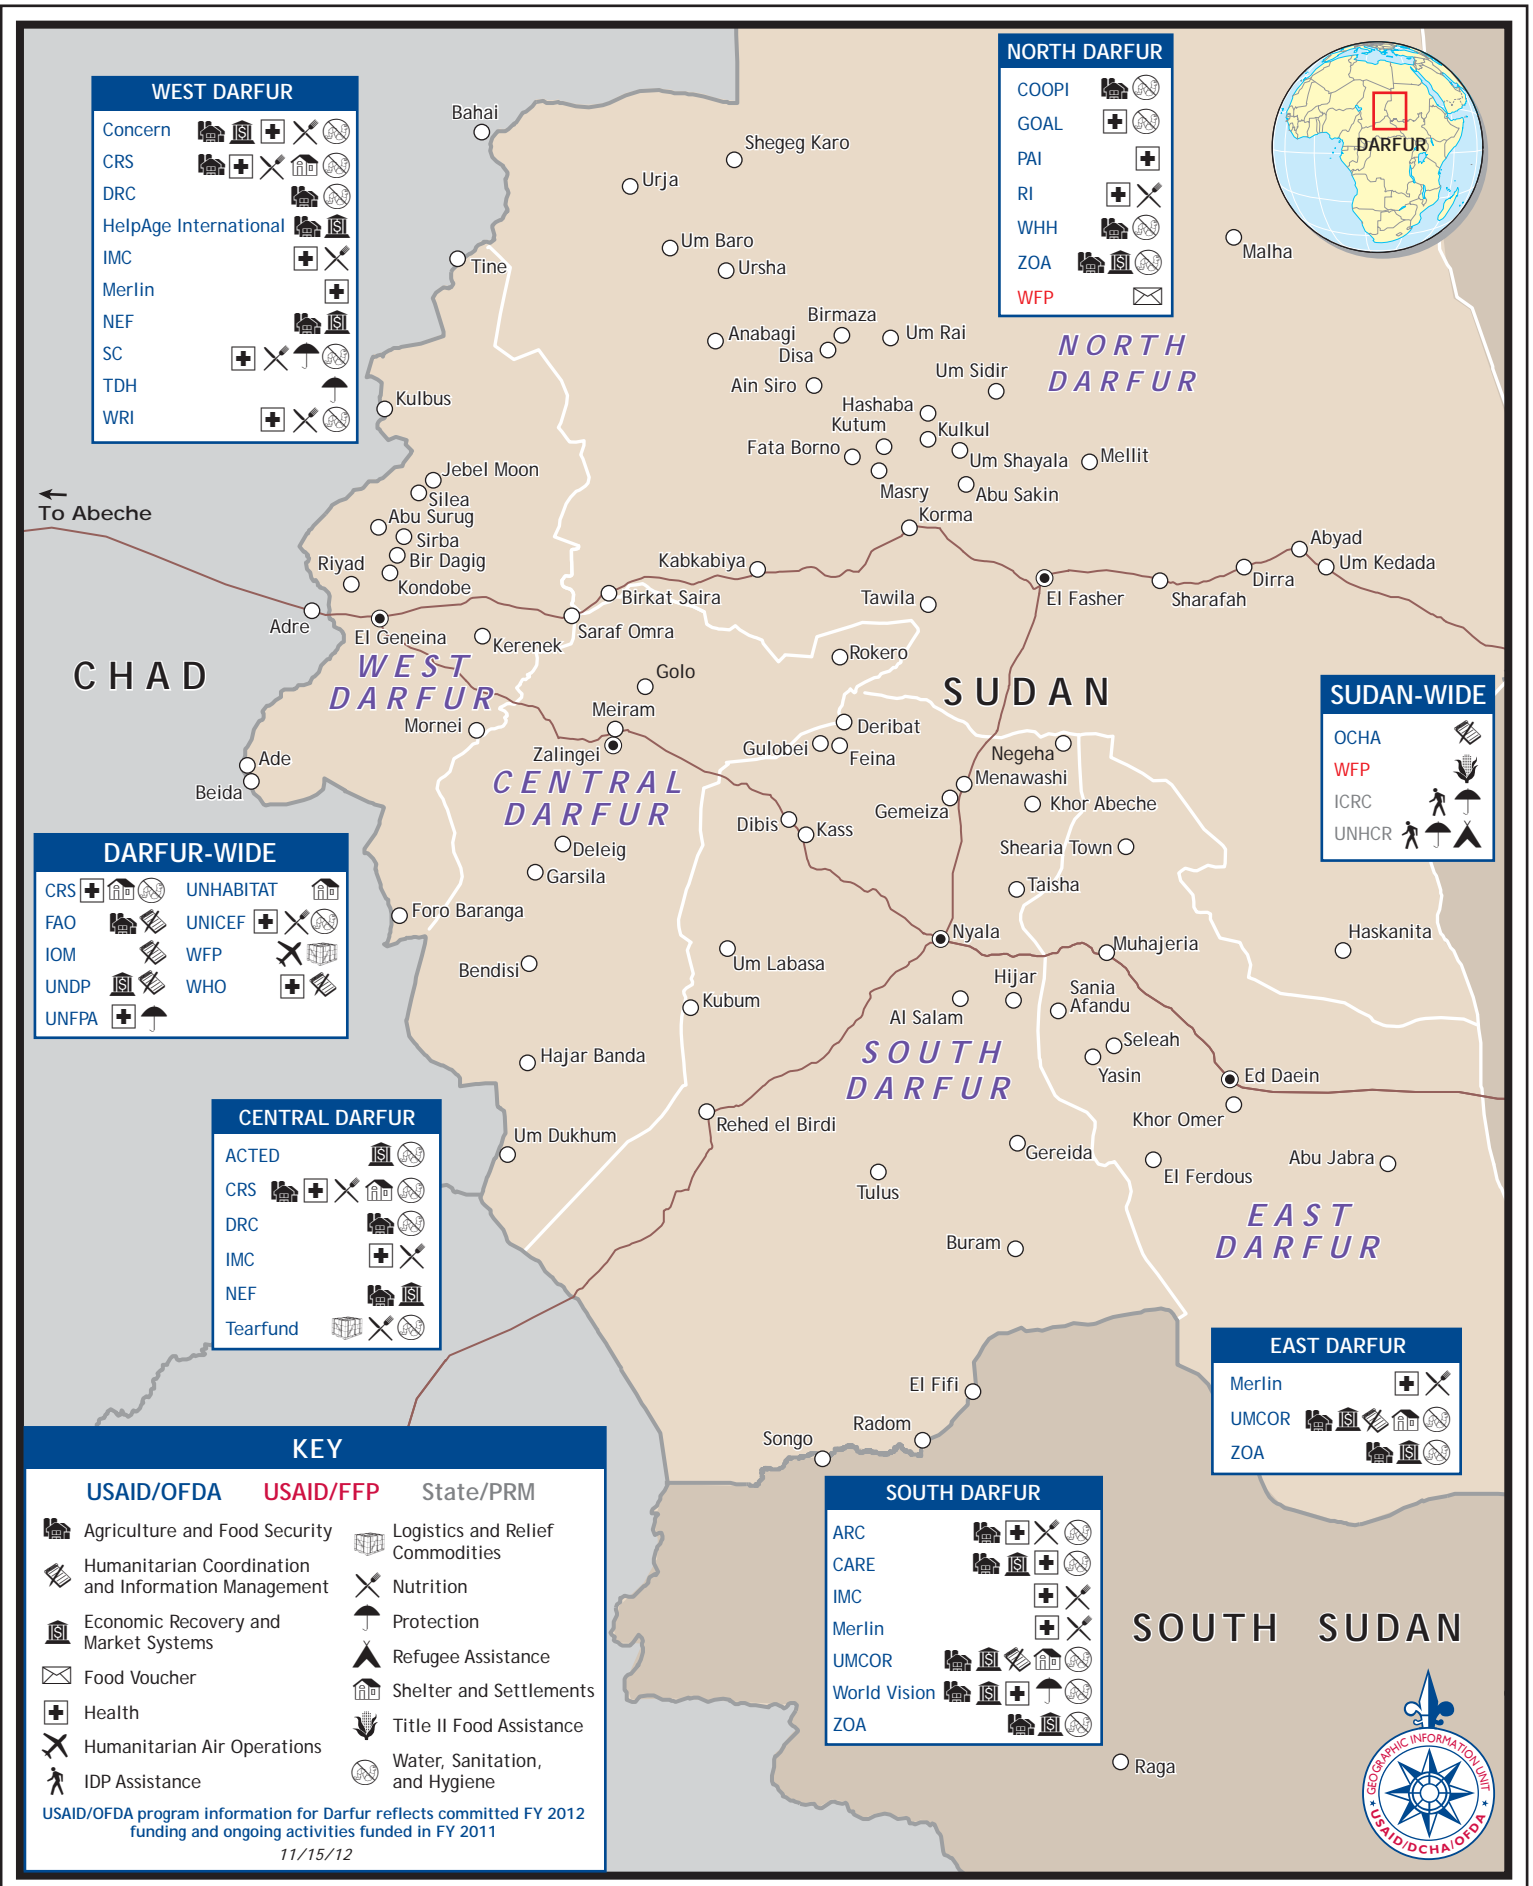 WEST DARFUR
Concern
CRS
DRC
HelpAge International
IMC
Merlin
NEF
SC
TDH
WRI
NORTH DARFUR
COOPI
GOAL
PAI
RI
WHH
ZOA
WFP
DARFUR
Bahai
Shegeg Karo
Urja
Um Baro
Ursha
Tine
Malha
Birmaza
Anabagi
Um Rai
Disa
NORTH
DARFUR
Um Sidir
Ain Siro
Kulbus
Hashaba
Kutum
Kulkul
Fata Borno
Um Shayala
Mellit
Jebel Moon
Masry
Abu Sakin
Silea
To Abeche
Abu Surug
Korma
Sirba
Abyad
Riyad
Bir Dagig
Kabkabiya
Um Kedada
Kondobe
Dirra
Birkat Saira
Tawila
El Fasher
Sharafah
Adre
El Geneina
Saraf Omra
Kerenek
Rokero
CHAD
WEST
DARFUR
Golo
SUDAN
Meiram
Mornei
Deribat
Zalingei
Gulobei
Feina
Negeha
Ade
Beida
CENTRAL
DARFUR
Menawashi
Gemeiza
Khor Abeche
Dibis
Kass
Shearia Town
Deleig
Garsila
Taisha
SUDAN-WIDE
OCHA
WFP
ICRC
UNHCR
DARFUR-WIDE
CRS
UNHABITAT
FAO
UNICEF
IOM
WFP
UNDP
WHO
UNFPA
Foro Baranga
Nyala
Muhajeria
Haskanita
Bendisi
Um Labasa
Hijar
Kubum
Sania
Afandu
Al Salam
Seleah
Hajar Banda
SOUTH
DARFUR
Yasin
Ed Daein
Khor Omer
Rehed el Birdi
Um Dukhum
Gereida
Abu Jabra
El Ferdous
Tulus
EAST
DARFUR
Buram
CENTRAL DARFUR
ACTED
CRS
DRC
IMC
NEF
Tearfund
EAST DARFUR
Merlin
UMCOR
ZOA
El Fifi
Radom
Songo
KEY
USAID/OFDA
USAID/FFP
State/PRM
Agriculture and Food Security
Humanitarian Coordination
and Information Management
Economic Recovery and
Market Systems
Food Voucher
Health
Humanitarian Air Operations
IDP Assistance
Logistics and Relief
Commodities
Nutrition
Protection
Refugee Assistance
Shelter and Settlements
Title II Food Assistance
Water, Sanitation,
and Hygiene
USAID/OFDA program information for Darfur reflects committed FY 2012
funding and ongoing activities funded in FY 2011
11/15/12
SOUTH DARFUR
ARC
CARE
IMC
Merlin
UMCOR
World Vision
ZOA
SOUTH SUDAN
Raga
GEOGRAPHIC INFORMATION UNIT
USAID/DCHA/OFDA